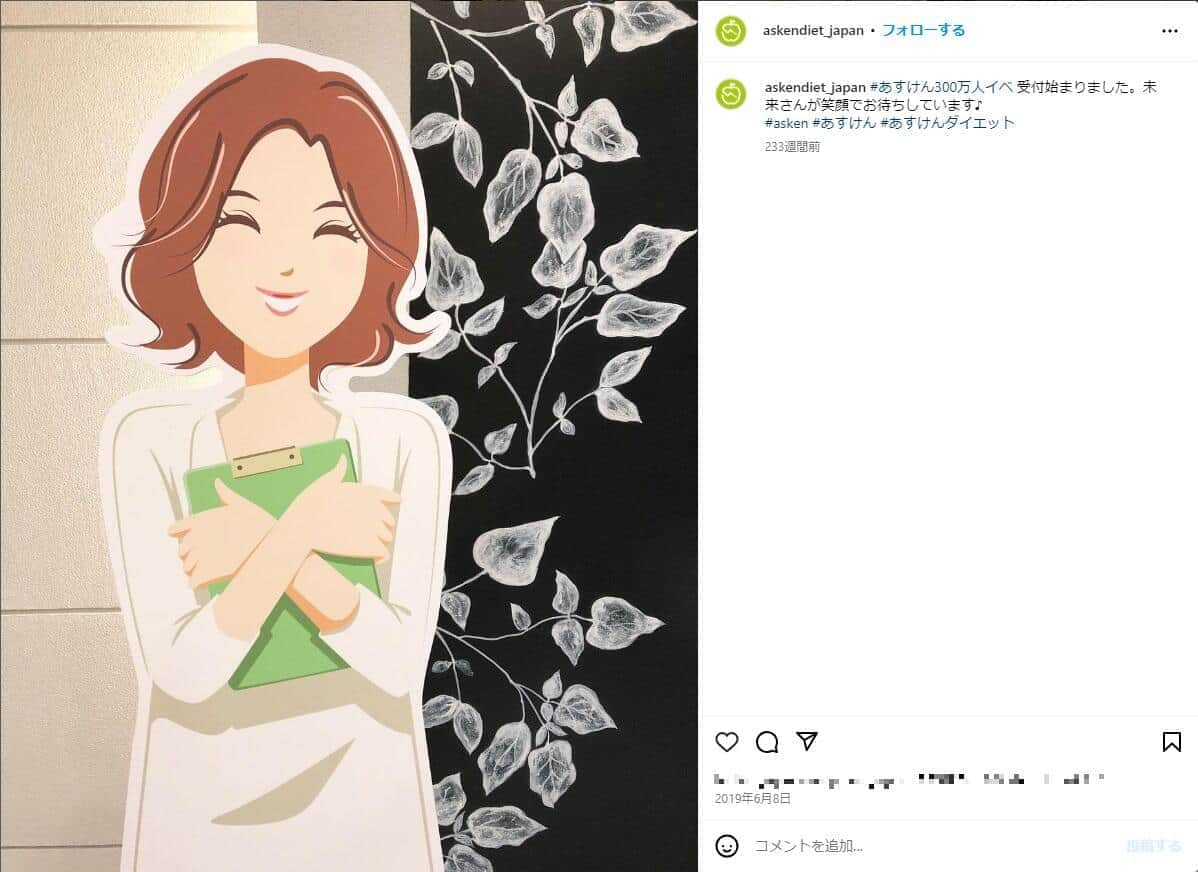 askendiet_japan • フォローする
askendiet_japan #あすけん300万人イベ 受付始まりました。未
来さんが笑顔でお待ちしています♪
#asken #あすけん #あすけんダイエット
233週間前
2019年6月8日
コメントを追加...
投稿する